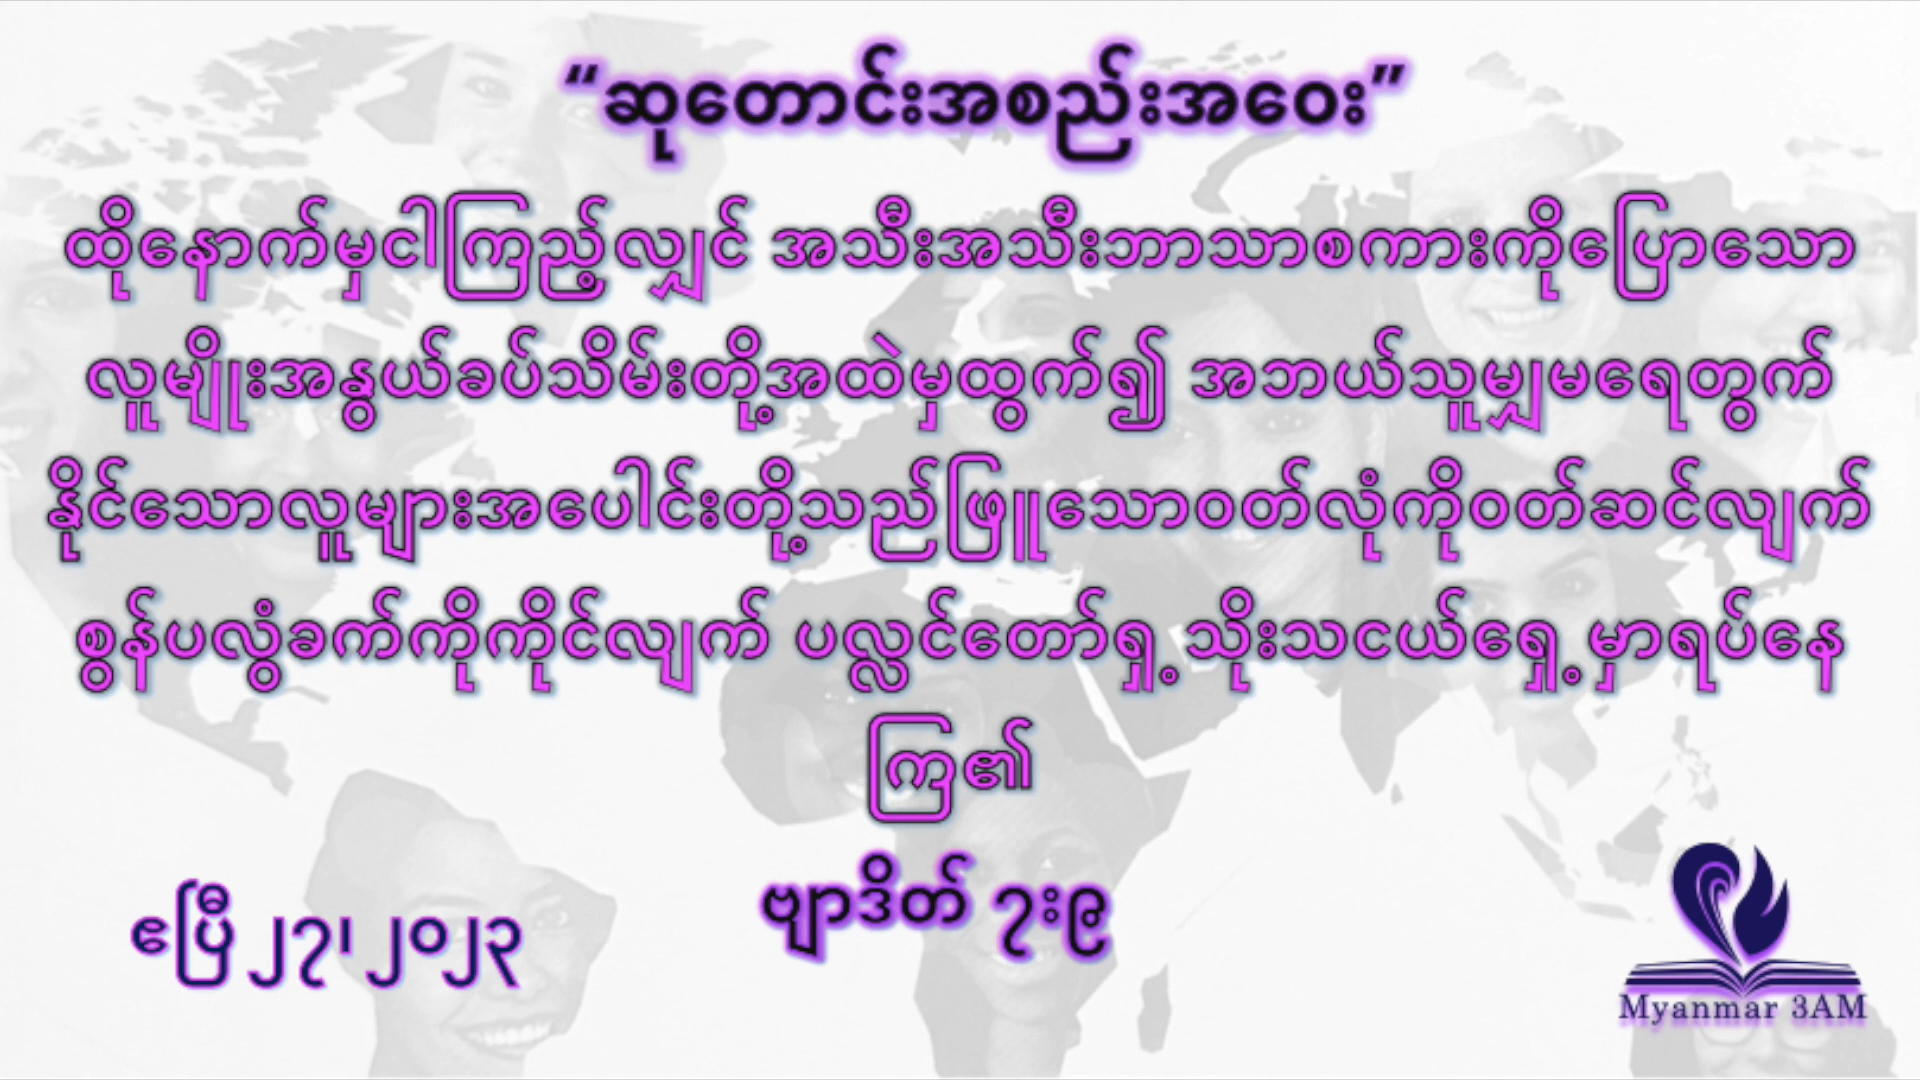 “ဆုတောင်းအစည်းအဝေး”
ထိုနောက်မှငါကြည့်လျှင် အသီးအသီးဘာသာစကားကိုပြောသော
လူမျိုးအနွယ်ခပ်သိမ်းတို့အထဲမှထွက်၍ အဘယ်သူမျှမရေတွက်
နိုင်သောလူများအပေါင်းတို့သည်ဖြူသောဝတ်လုံကိုဝတ်ဆင်လျက်
စွန်ပလွံခက်ကိုကိုင်လျက် ပလ္လင်တော်ရှ့သိုးသငယ်ရှေ့မှာရပ်နေ
ကြ၏
ဗျာဒိတ် ၇း၉
ဧပြီ ၂၇၊ ၂၀၂၃
Myanmar 3AM